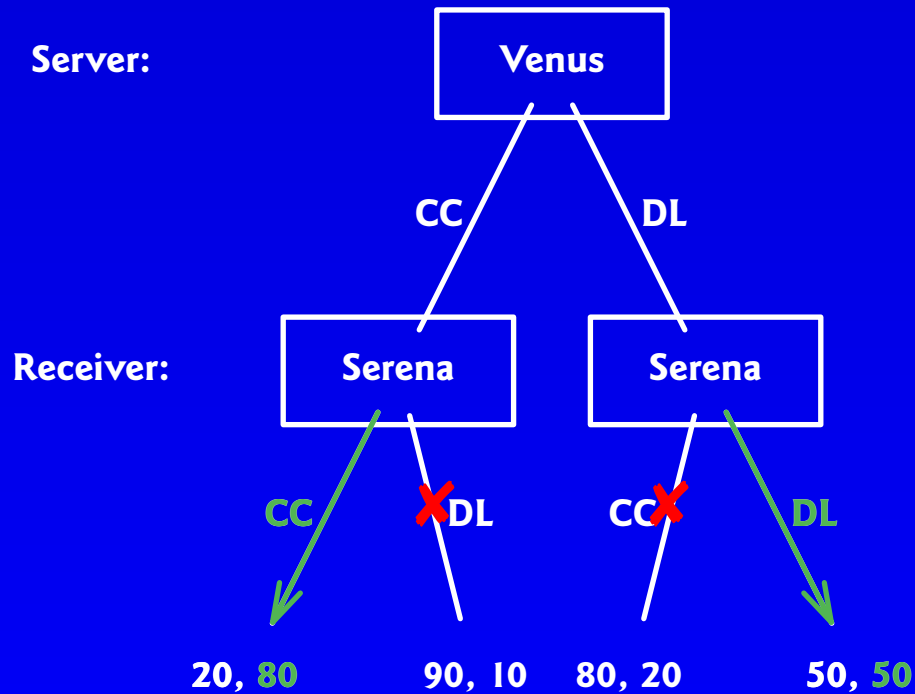 Server: Venus
CC DL
Receiver: Serena Serena
CC DL CC DL
20, 80 90, 10 80, 20 50, 50